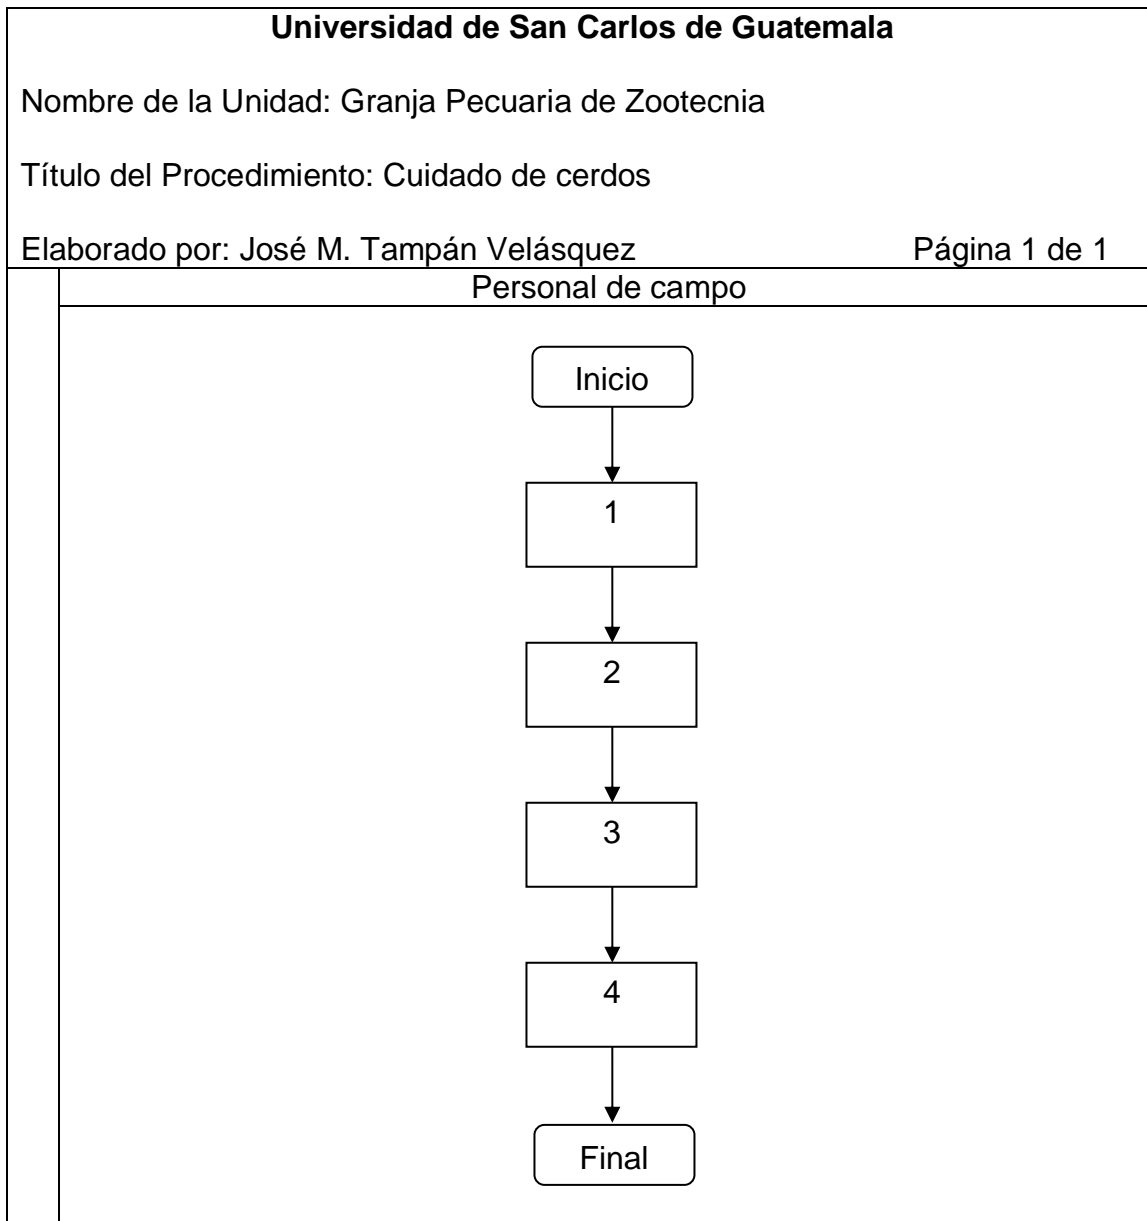 Universidad de San Carlos de Guatemala
Nombre de la Unidad: Granja Pecuaria de Zootecnia
Título del Procedimiento: Cuidado de cerdos
Elaborado por: José M. Tampán Velásquez Página 1 de 1
Personal de campo
Inicio
1
2
3
4
Final